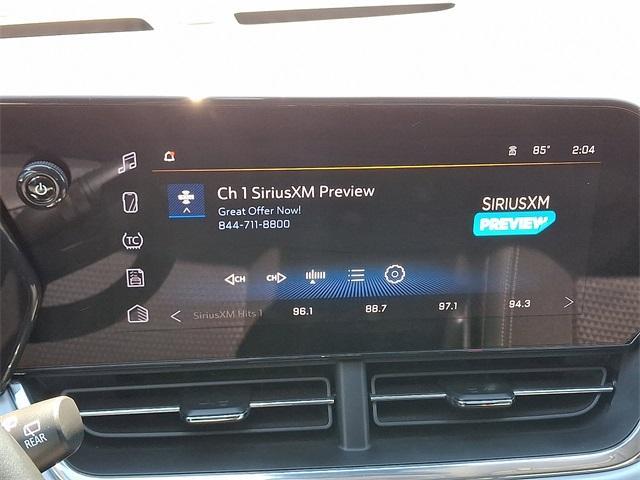 85° 2:04
Ch 1 SiriusXM Preview
Great Offer Now!
844-711-8800
SIRIUSXM
PREVIEW
TC
CH CH
SiriusXM Hits 1 96.1 88.7 97.1 94.3
REAR